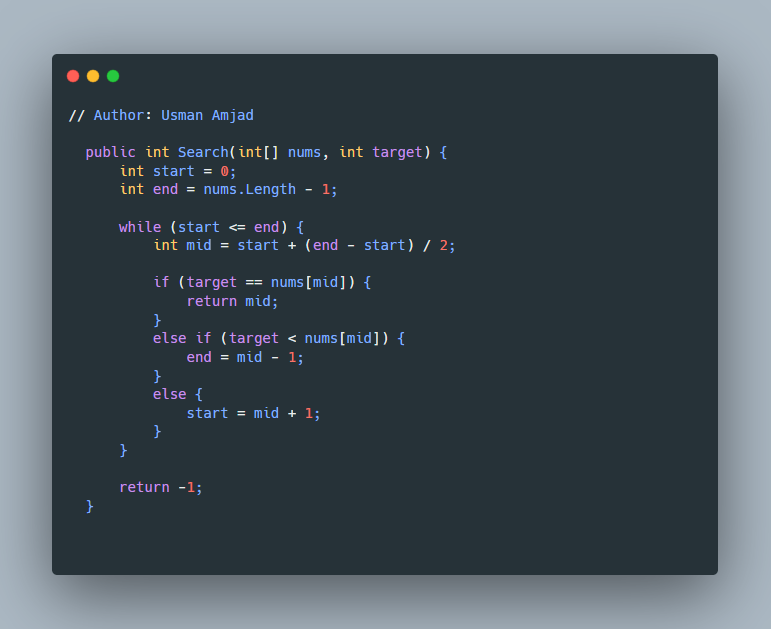 // Author: Usman Amjad
public int Search(int[] nums, int target) {
int start = 0;
int end = nums.Length - 1;
while (start <= end) {
int mid = start + (end - start) / 2;
if (target == nums[mid]) {
return mid;
}
else if (target < nums[mid]) {
end = mid - 1;
}
else {
start = mid + 1;
}
}
return -1;
}